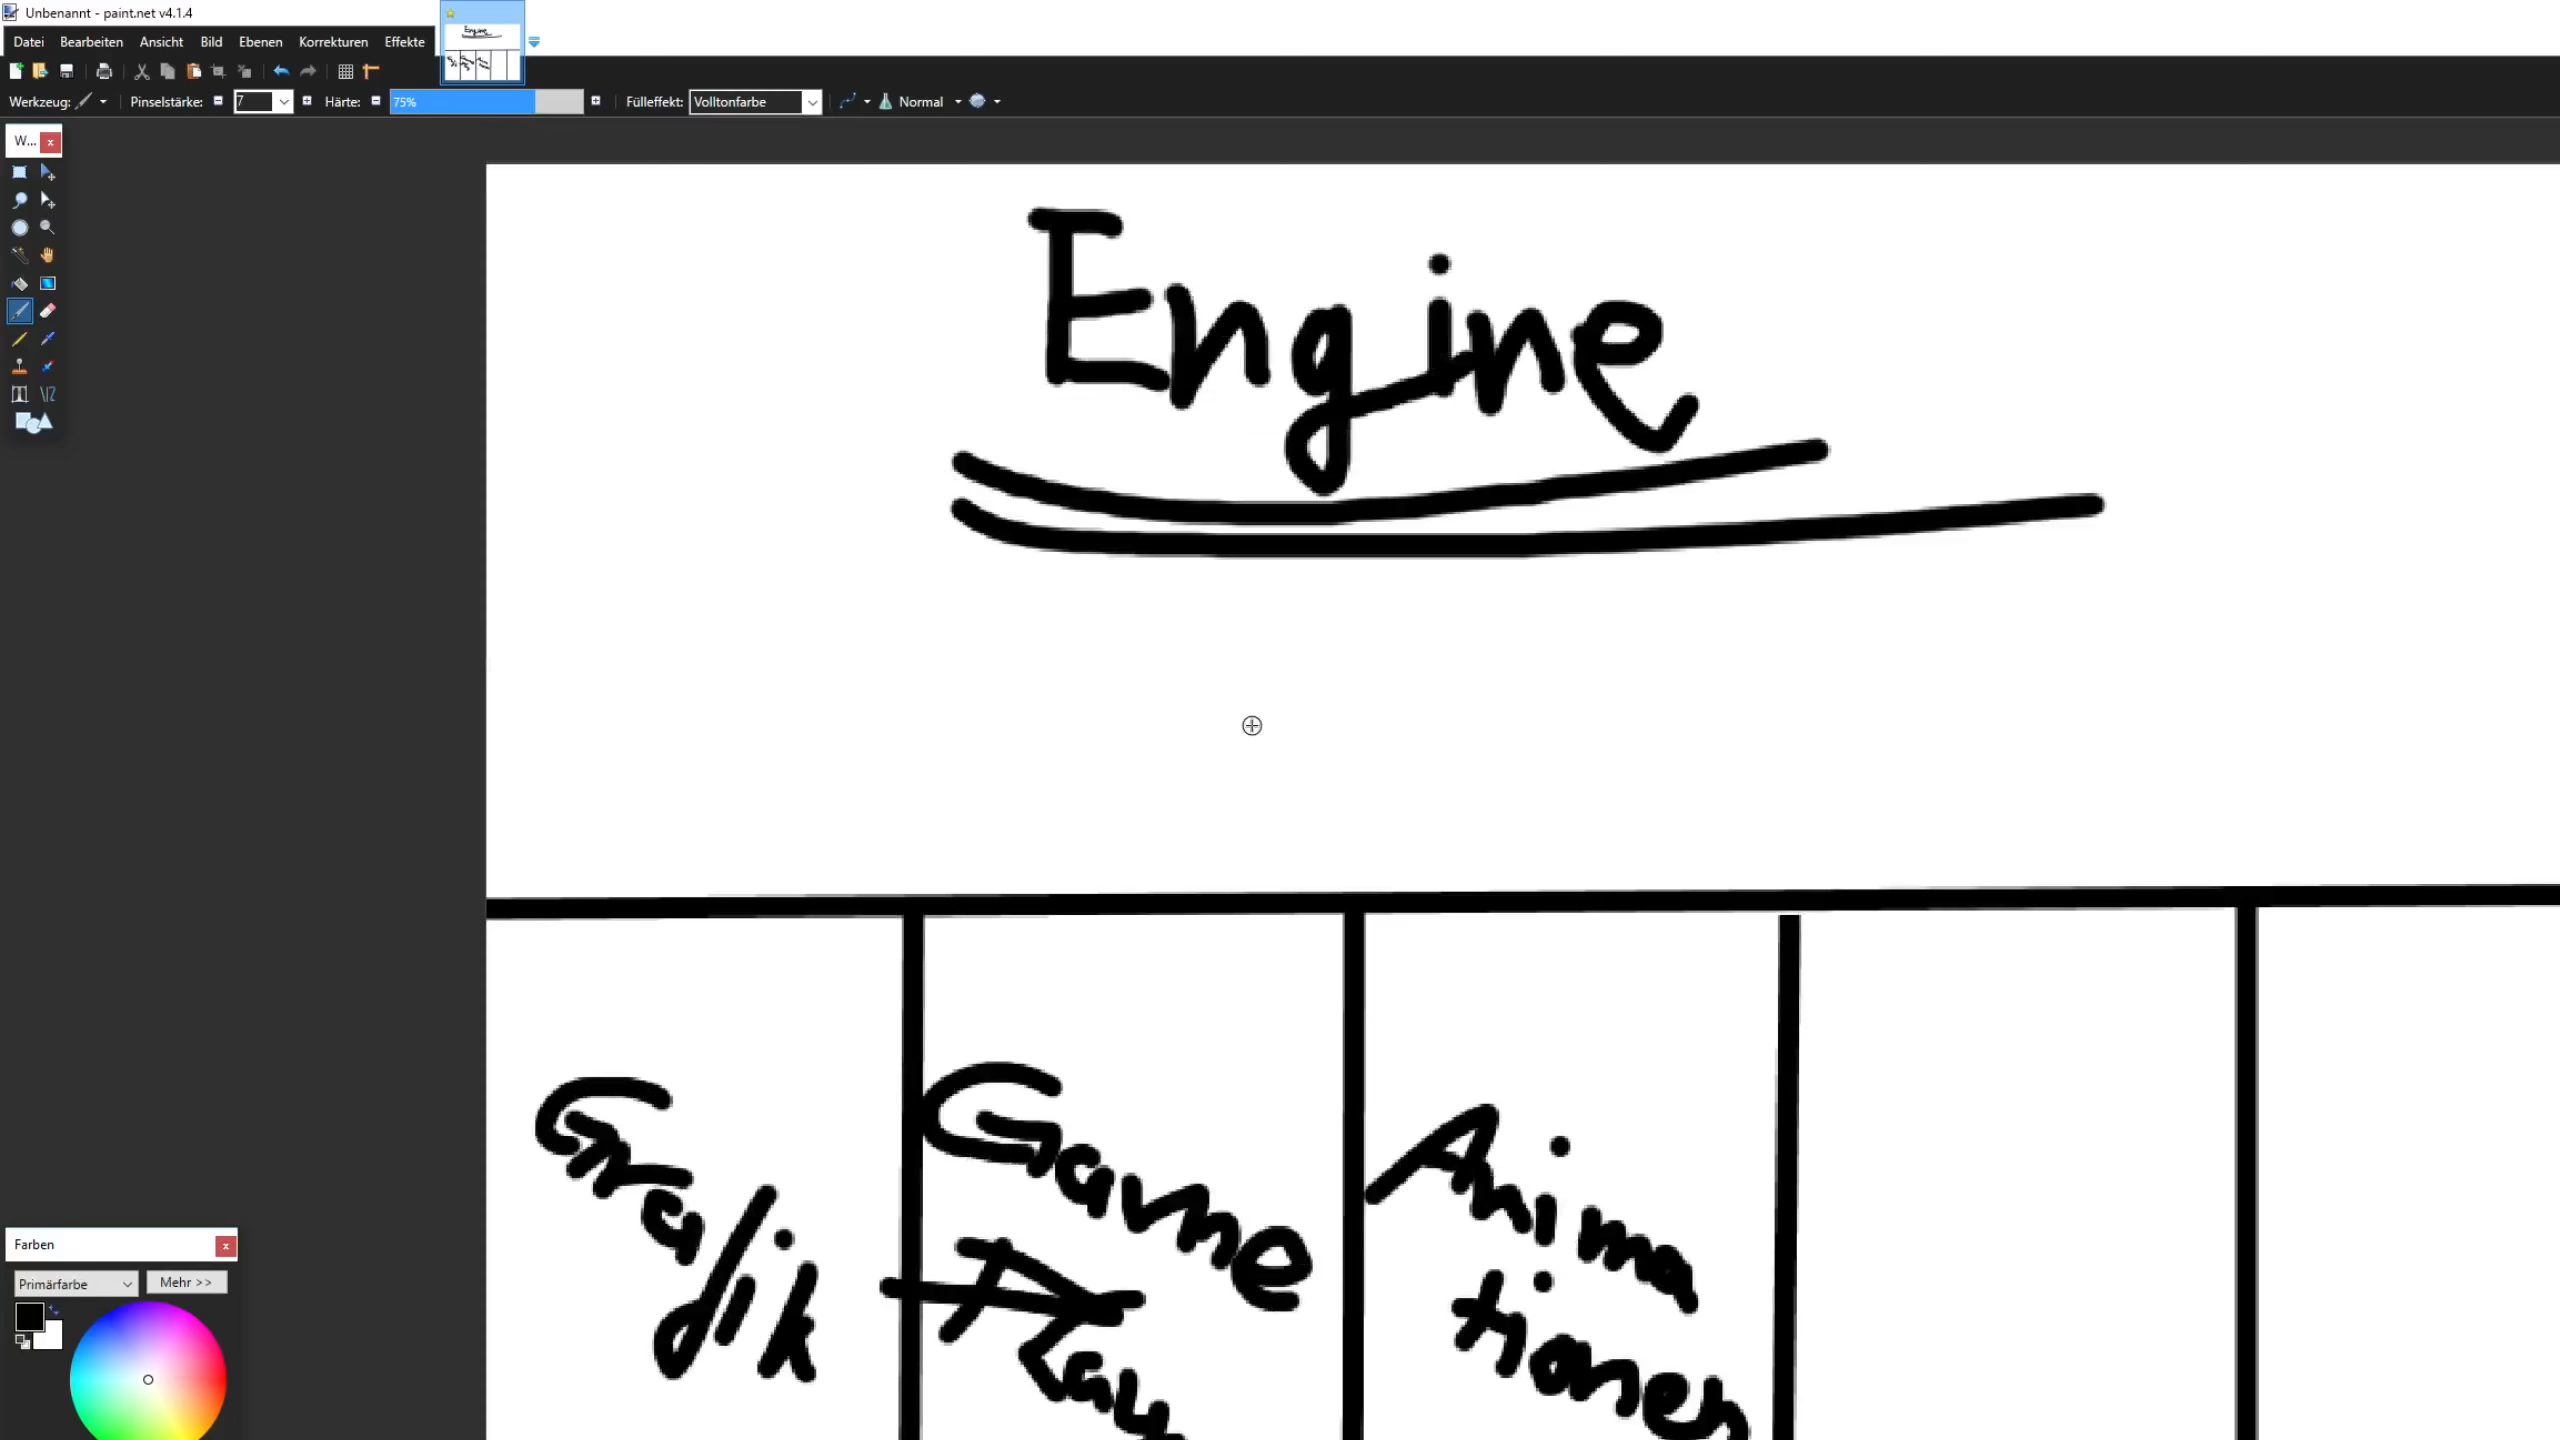 Unbenannt - paint.net v4.1.4
Datei Bearbeiten Ansicht Bild Ebenen Korrekturen Effekte
Werkzeug: Pinselstärke: 7 Härte: 75% Fülleffekt: Volltonfarbe Normal
W...
Engine
Grafik
Game
Play
Anima
tionen
Farben
Primärfarbe Mehr >>